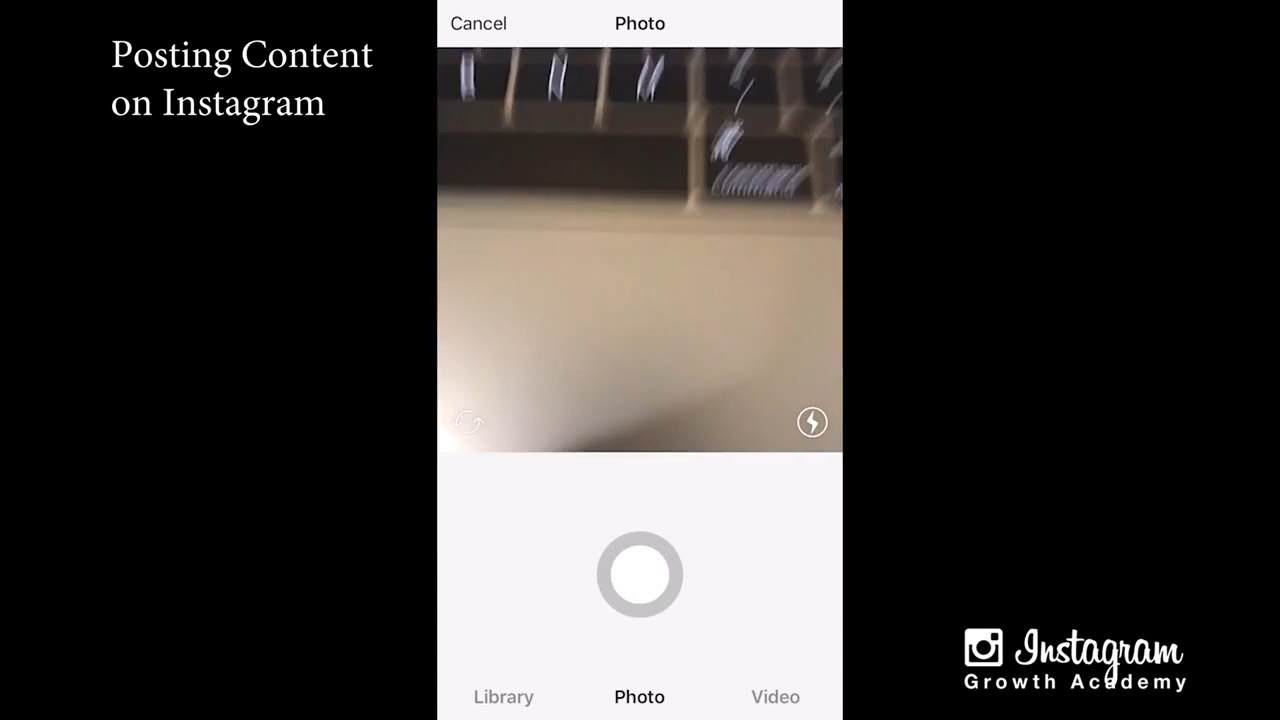 Posting Content
on Instagram
Cancel
Photo
Library
Photo
Video
Instagram
Growth Academy